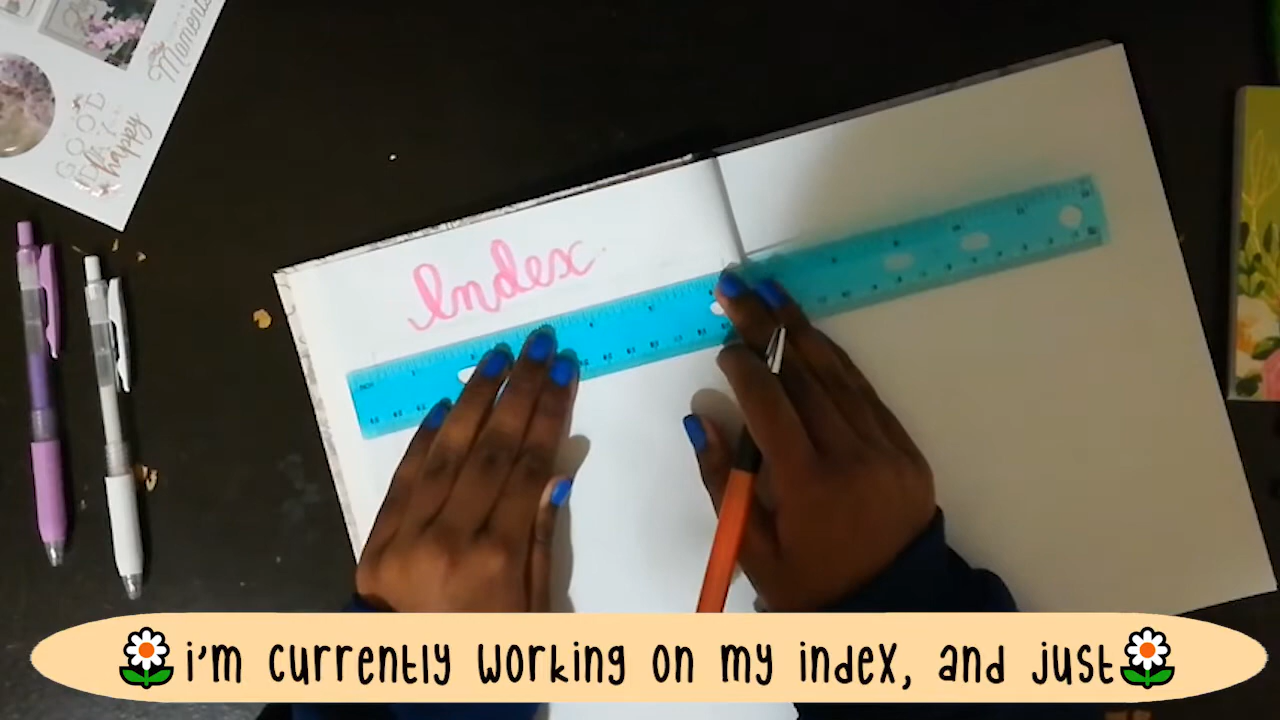 Moments
GOOD
happy
Index
i'm currently working on my index, and just